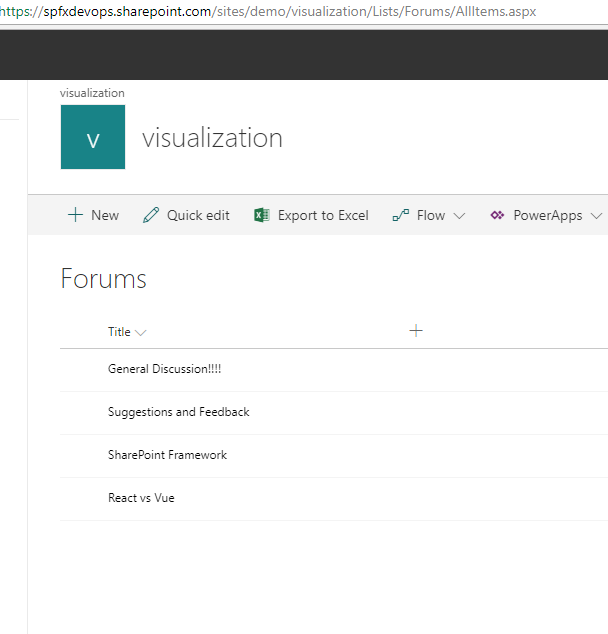 https://spfxdevops.sharepoint.com/sites/demo/visualization/Lists/Forums/AllItems.aspx
visualization
v
visualization
New Quick edit Export to Excel Flow PowerApps
Forums
Title
General Discussion!!!!
Suggestions and Feedback
SharePoint Framework
React vs Vue